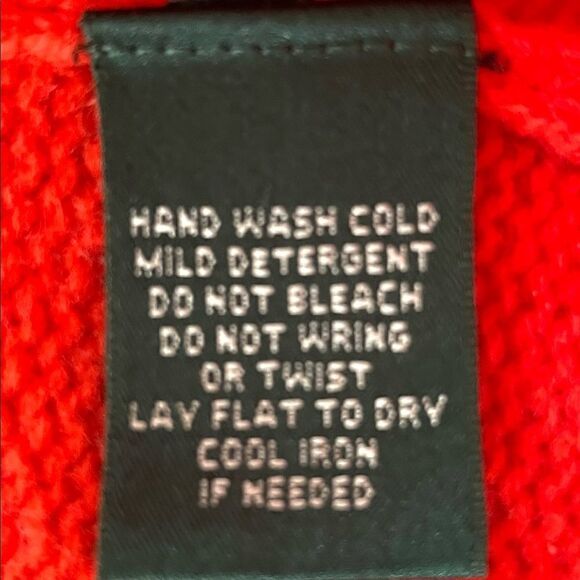 HAND WASH COLD
MILD DETERGENT
DO NOT BLEACH
DO NOT WRING
OR TWIST
LAY FLAT TO DRY
COOL IRON
IF NEEDED